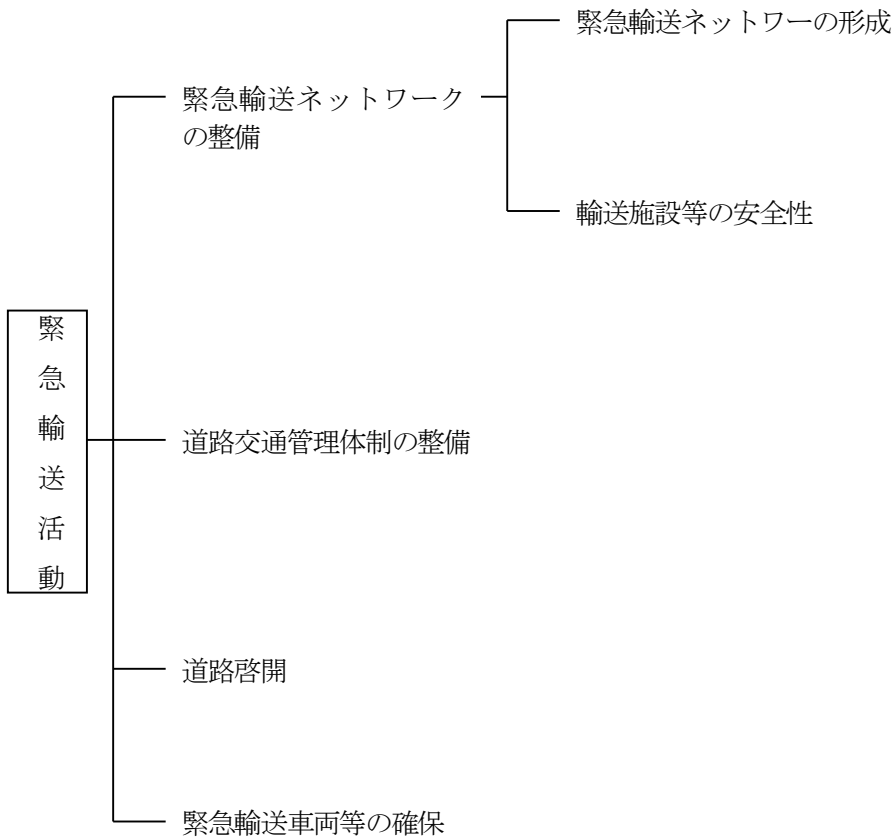 緊急輸送ネットワーの形成
緊急輸送ネットワーク
の整備
輸送施設等の安全性
緊急輸送活動
道路交通管理体制の整備
道路啓開
緊急輸送車両等の確保